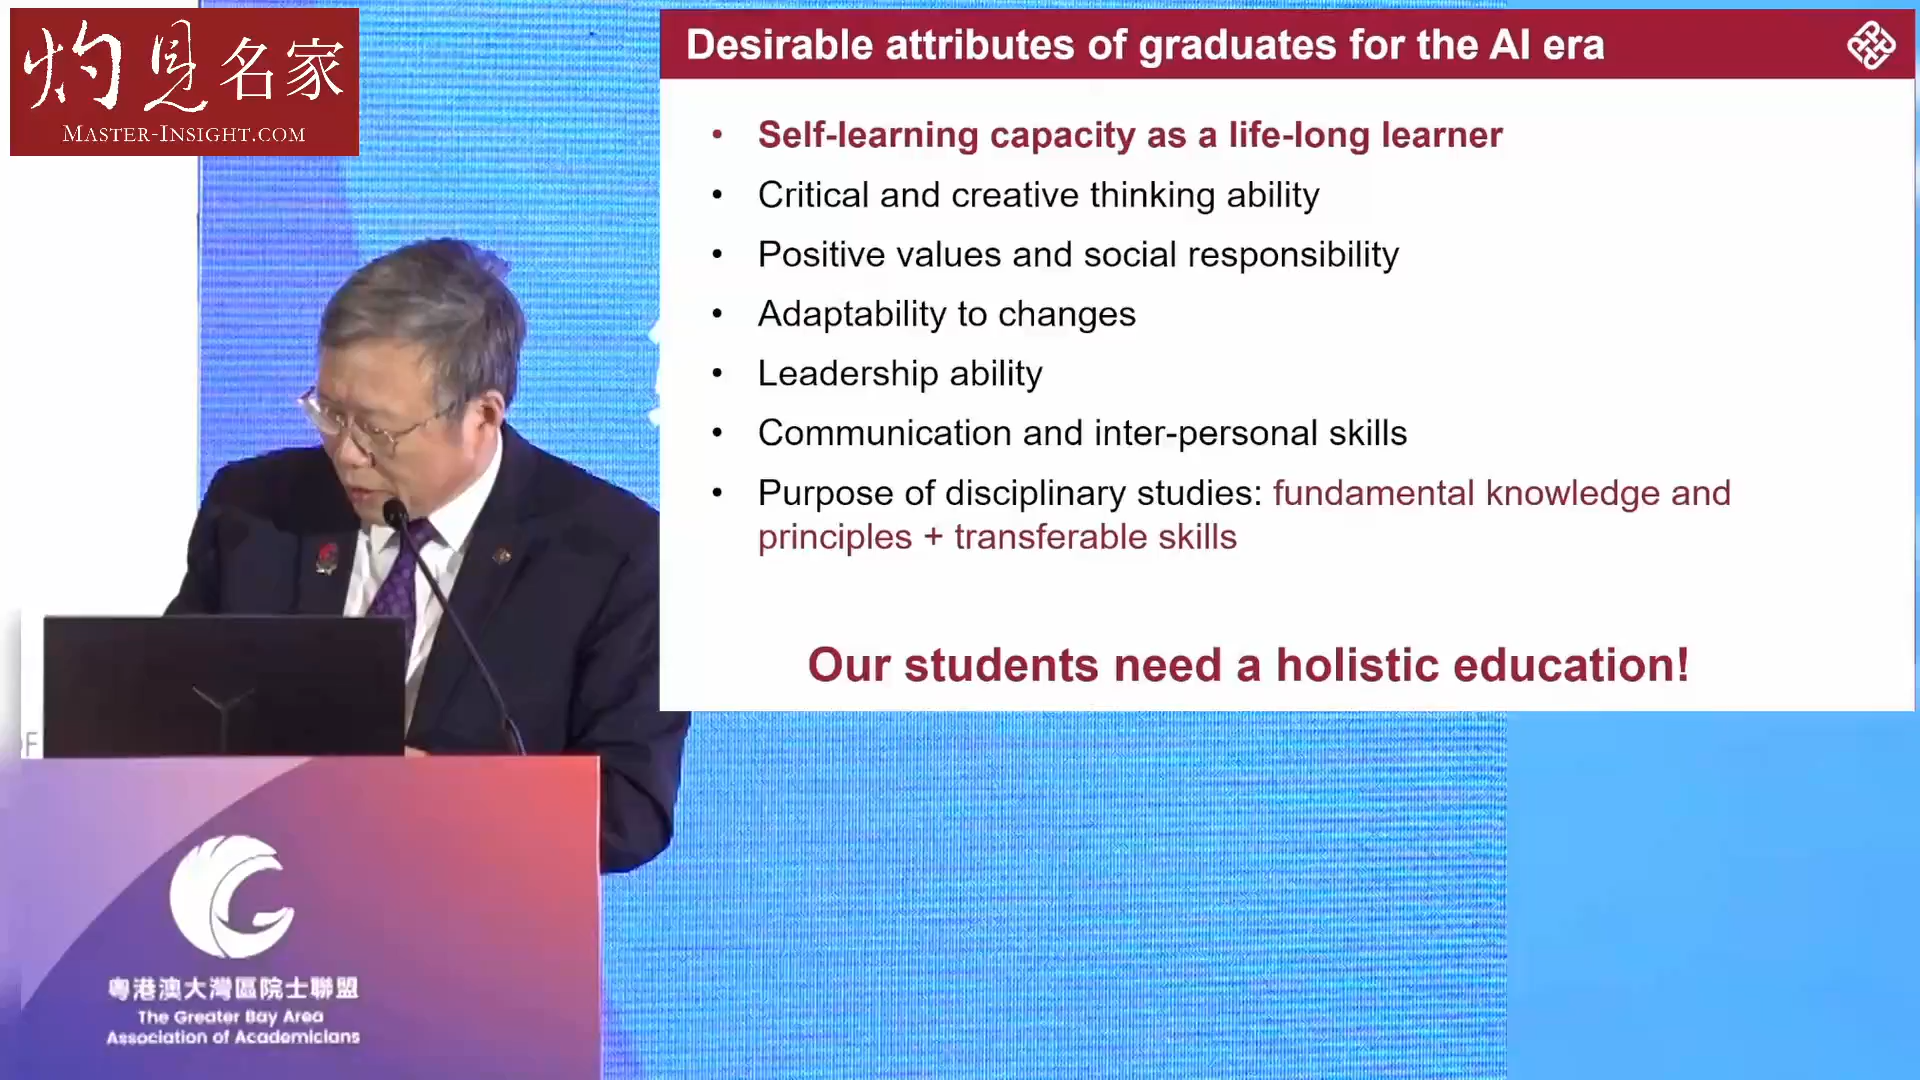 灼見名家
MASTER-INSIGHT.COM
Desirable attributes of graduates for the AI era
• Self-learning capacity as a life-long learner
• Critical and creative thinking ability
• Positive values and social responsibility
• Adaptability to changes
• Leadership ability
• Communication and inter-personal skills
• Purpose of disciplinary studies: fundamental knowledge and
principles + transferable skills
Our students need a holistic education!
F
粵港澳大灣區院士聯盟
The Greater Bay Area
Association of Academicians